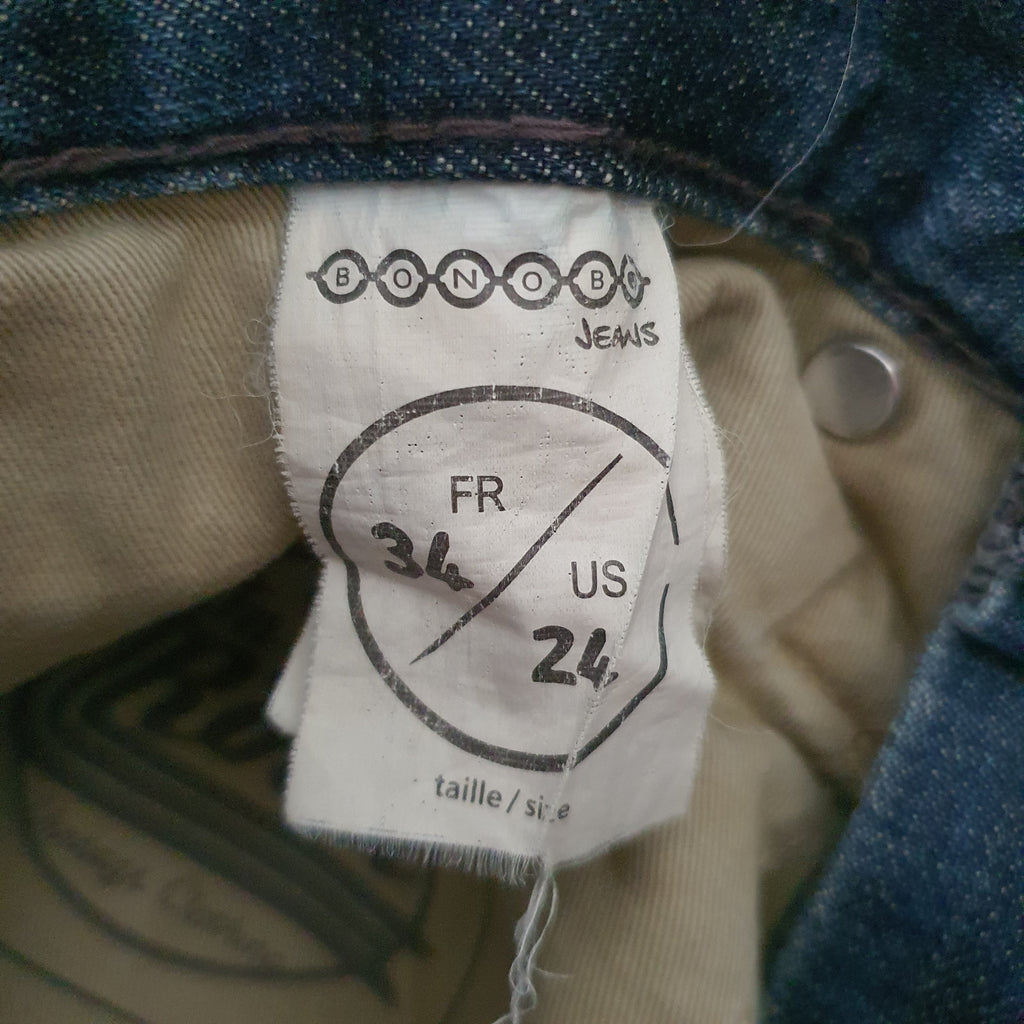 BONOBO
JEANS
FR
34
US
24
taille / size